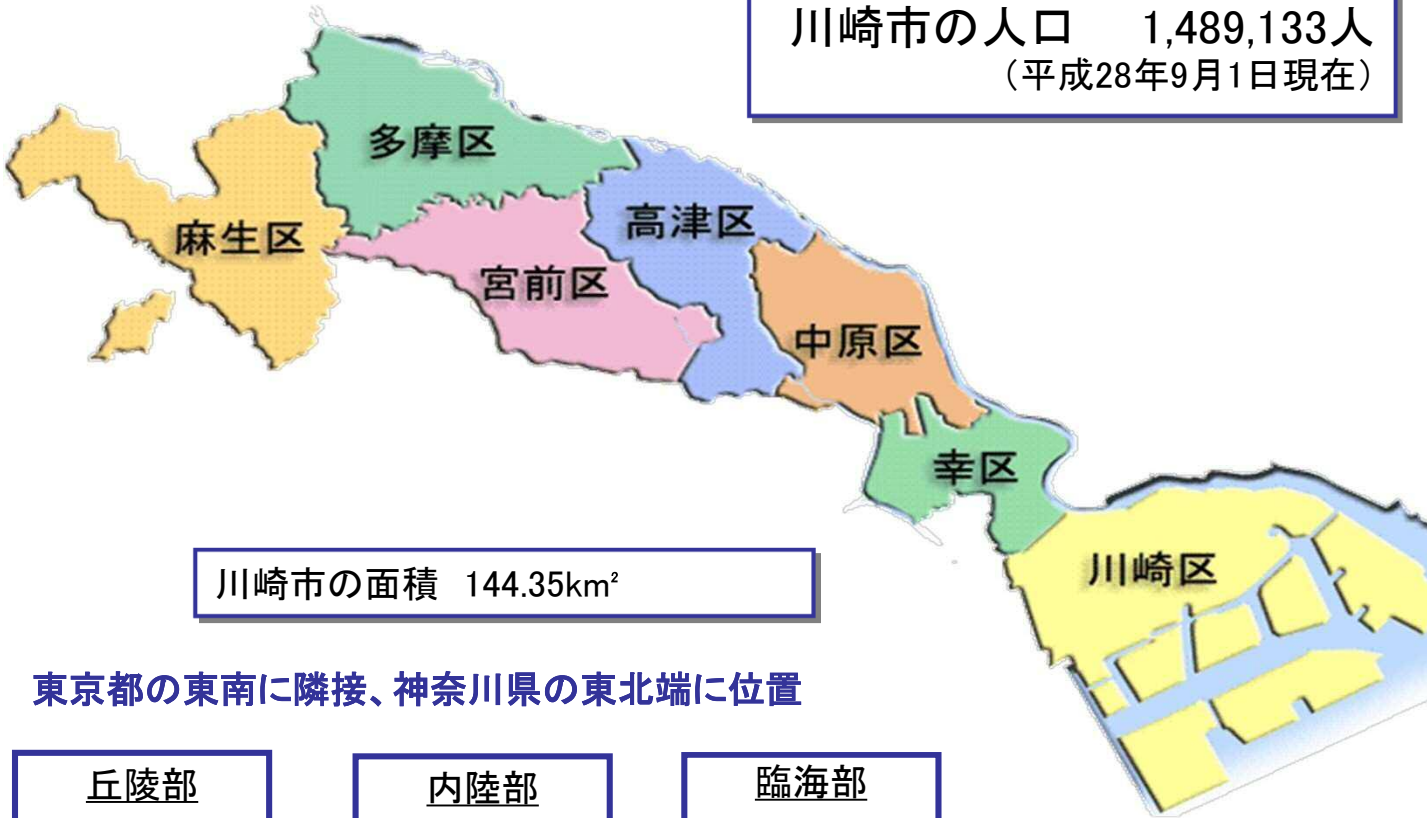 川崎市の人口　1,489,133人
（平成28年9月1日現在）
多摩区
麻生区
高津区
宮前区
中原区
幸区
川崎区
川崎市の面積 144.35km²
東京都の東南に隣接、神奈川県の東北端に位置
丘陵部
内陸部
臨海部